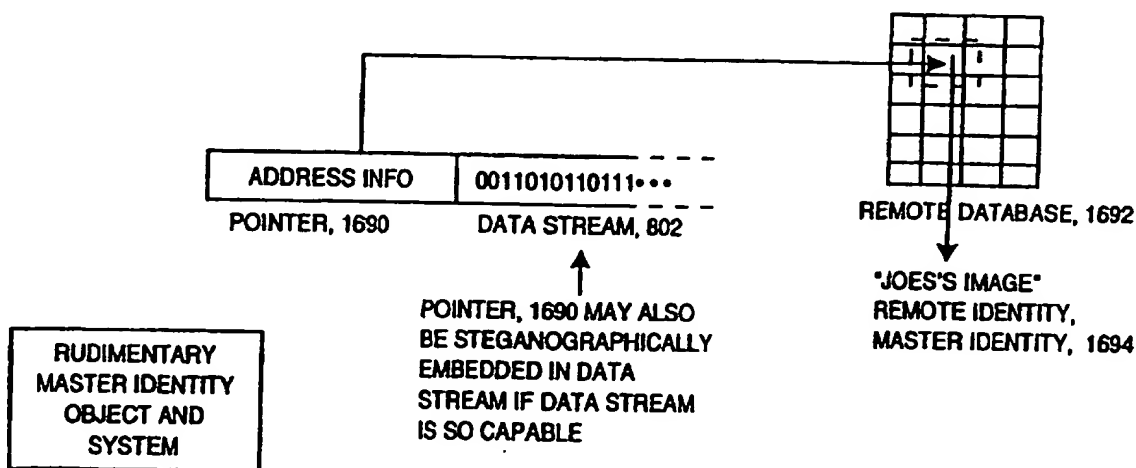 ADDRESS INFO
0011010110111•••
POINTER, 1690
DATA STREAM, 802
REMOTE DATABASE, 1692
"JOES'S IMAGE"
REMOTE IDENTITY,
MASTER IDENTITY, 1694
POINTER, 1690 MAY ALSO
BE STEGANOGRAPHICALLY
EMBEDDED IN DATA
STREAM IF DATA STREAM
IS SO CAPABLE
RUDIMENTARY
MASTER IDENTITY
OBJECT AND
SYSTEM